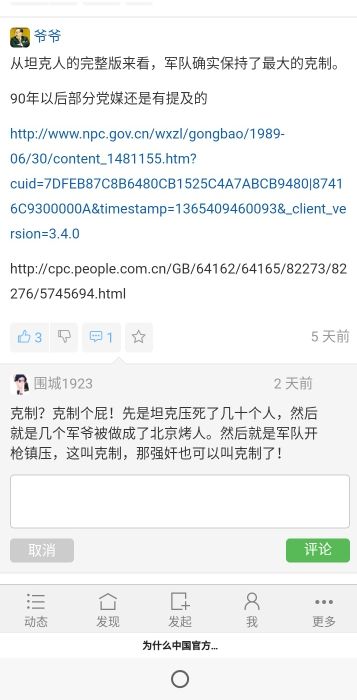 爷爷
从坦克人的完整版来看，军队确实保持了最大的克制。
90年以后部分党媒还是有提及的
http://www.npc.gov.cn/wxzl/gongbao/1989-
06/30/content_1481155.htm?
cuid=7DFEB87C8B6480CB1525C4A7ABCB9480|8741
6C9300000A&timestamp=1365409460093&_client_ve
rsion=3.4.0
http://cpc.people.com.cn/GB/64162/64165/82273/82
276/5745694.html
3
1
5 天前
围城1923
2 天前
克制？克制个屁！先是坦克压死了几十个人，然后
就是几个军爷被做成了北京烤人。然后就是军队开
枪镇压，这叫克制，那强奸也可以叫克制了！
取消
评论
动态
发现
发起
我
更多
为什么中国官方...